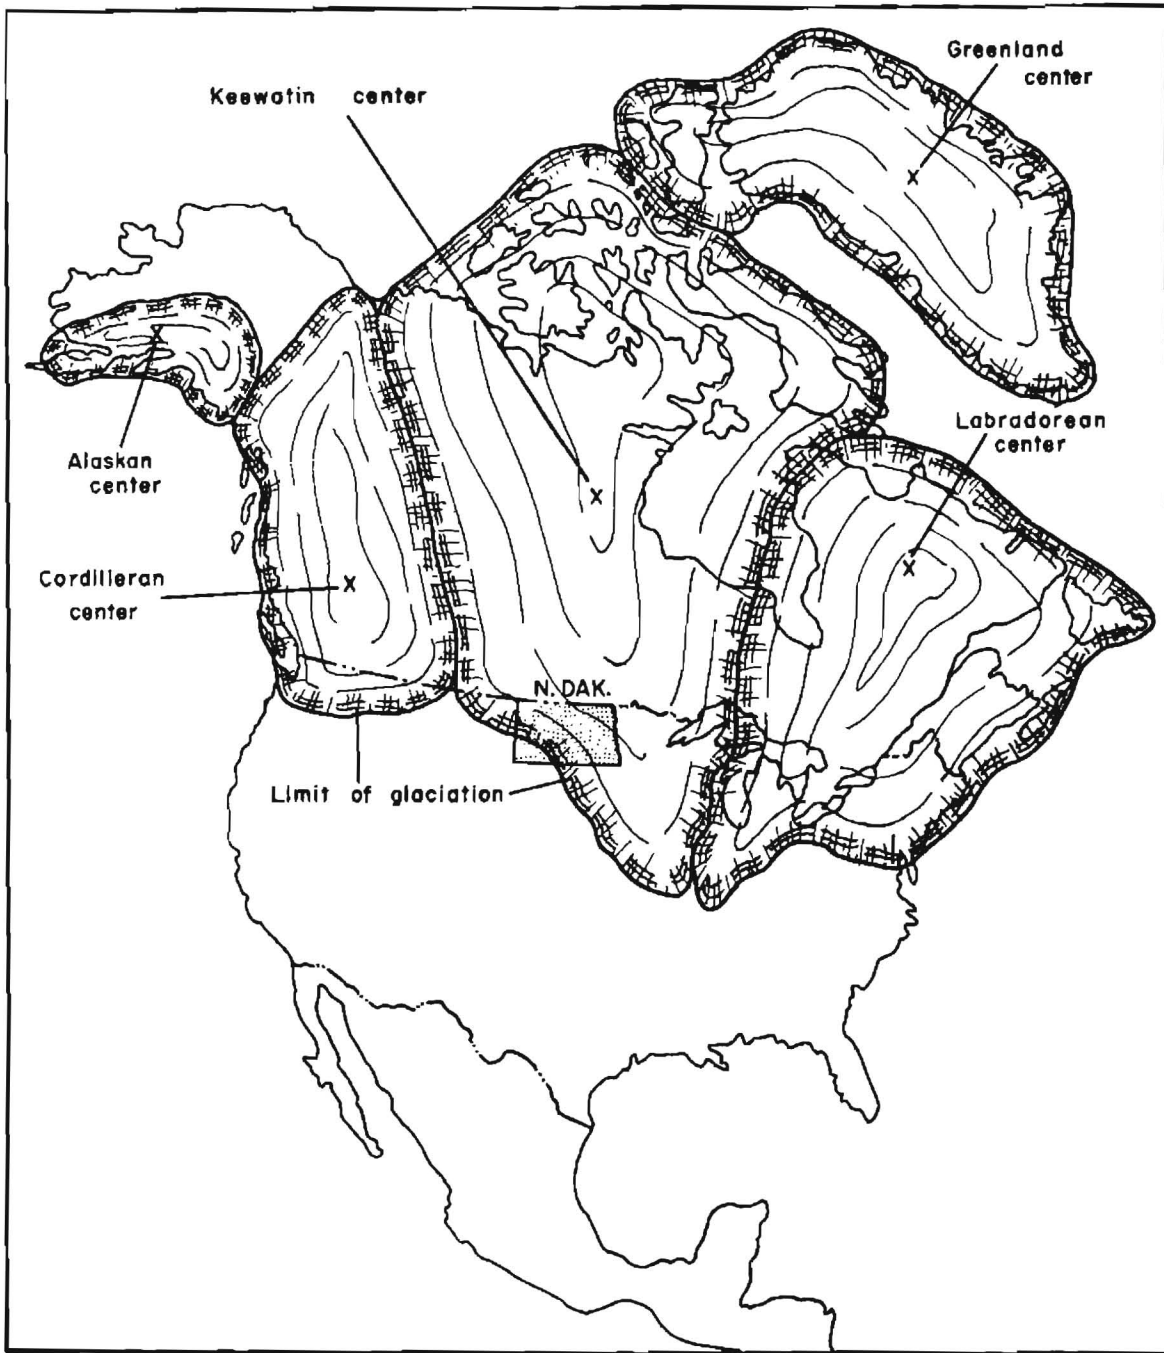 Greenland
center
Keewatin center
Labradorean
center
Alaskan
center
Cordilleran
center
N. DAK.
Limit of glaciation